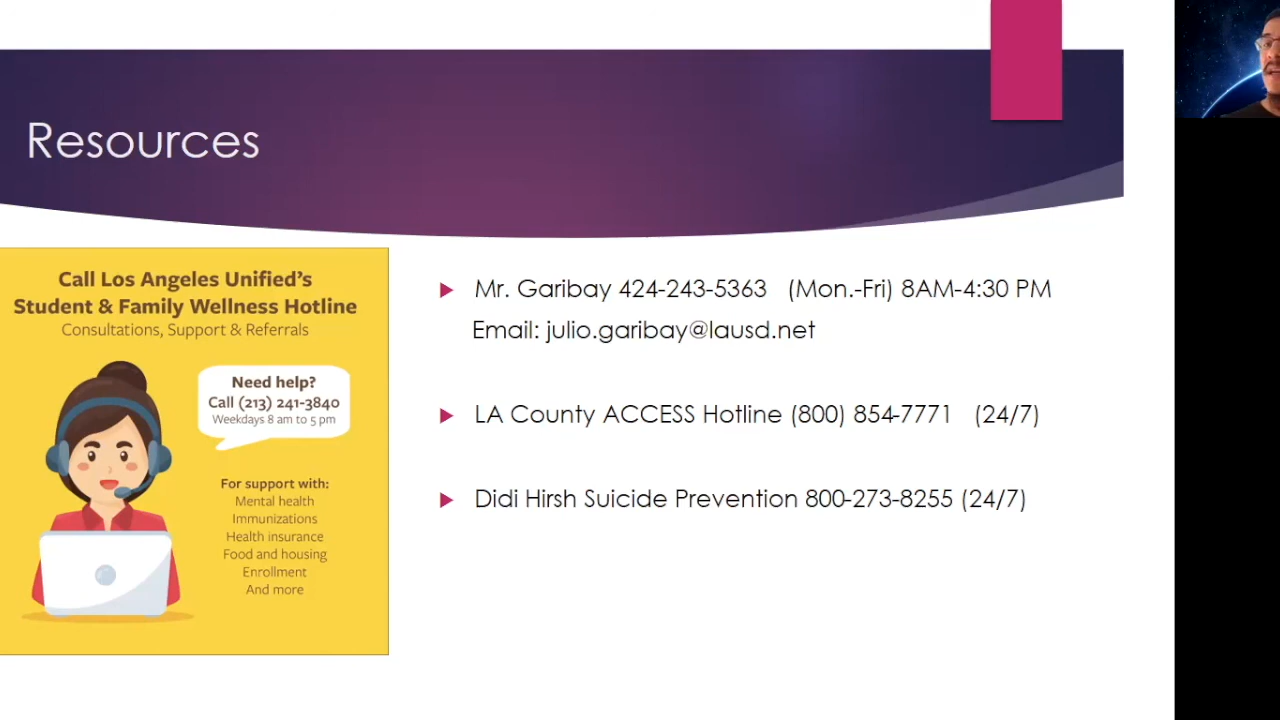 Resources
Call Los Angeles Unified's
Student & Family Wellness Hotline
Consultations, Support & Referrals
Need help?
Call (213) 241-3840
Weekdays 8 am to 5 pm
For support with:
Mental health
Immunizations
Health insurance
Food and housing
Enrollment
And more
Mr. Garibay 424-243-5363 (Mon.-Fri) 8AM-4:30 PM
Email: julio.garibay@lausd.net
LA County ACCESS Hotline (800) 854-7771 (24/7)
Didi Hirsh Suicide Prevention 800-273-8255 (24/7)